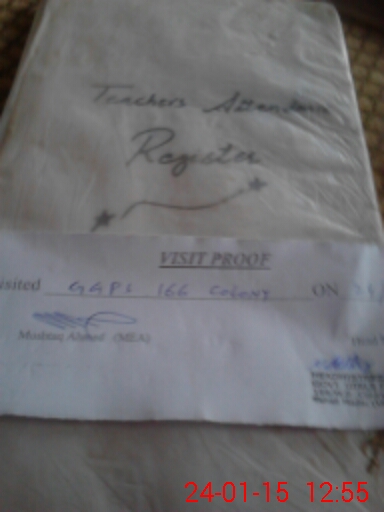 Teachers Attendance
Register
VISIT PROOF
isited GGPS 166 Colony ON
Mushtaq Ahmed (MEA)
24-01-15 12:55